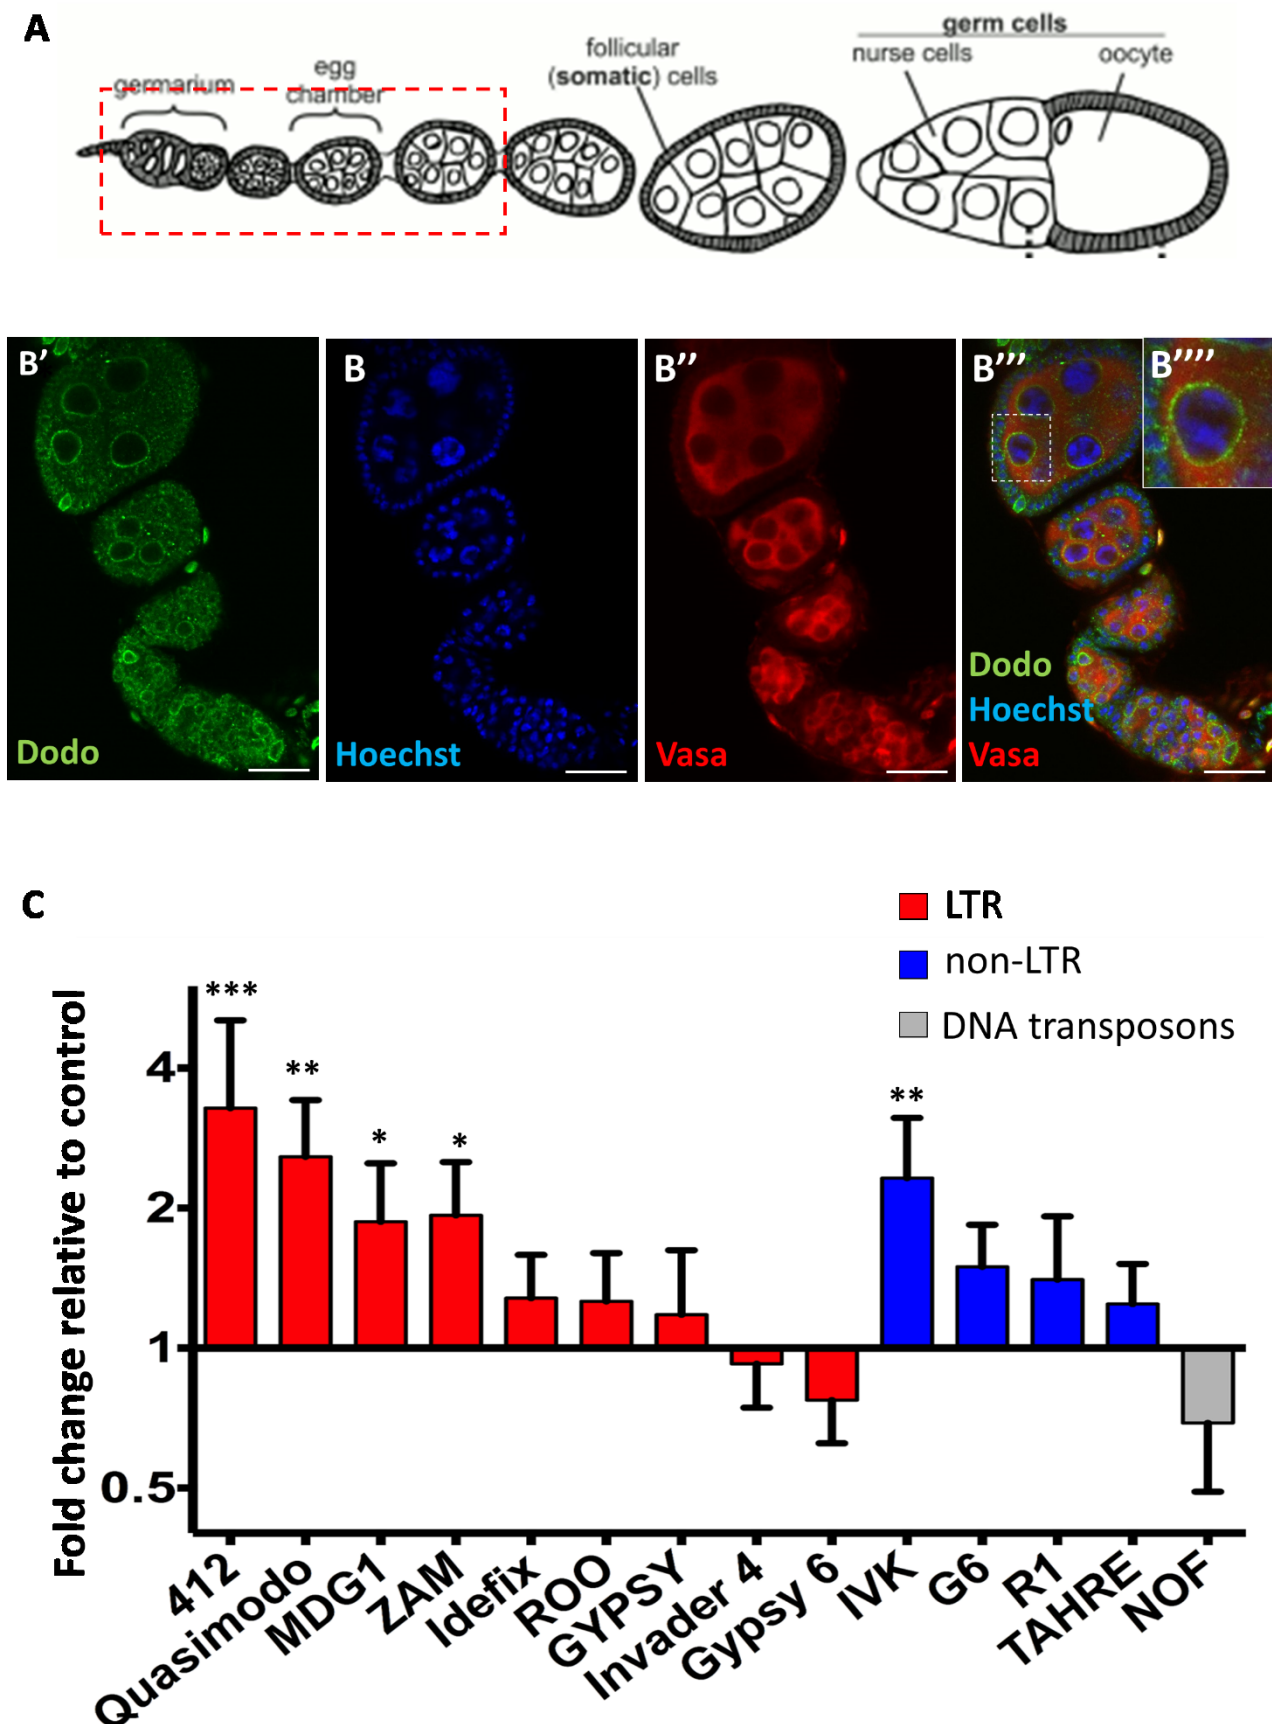 A
germarium
egg
chamber
follicular
(somatic) cells
germ cells
nurse cells
oocyte
B’
Dodo
B
Hoechst
B’’
Vasa
B’’’
B’’’’
Dodo
Hoechst
Vasa
C
LTR
non-LTR
DNA transposons
Fold change relative to control
4
2
1
0.5
***
**
*
*
**
412
Quasimodo
MDG1
ZAM
Idefix
ROO
GYPSY
Invader 4
Gypsy 6
IVK
G6
R1
TAHRE
NOF